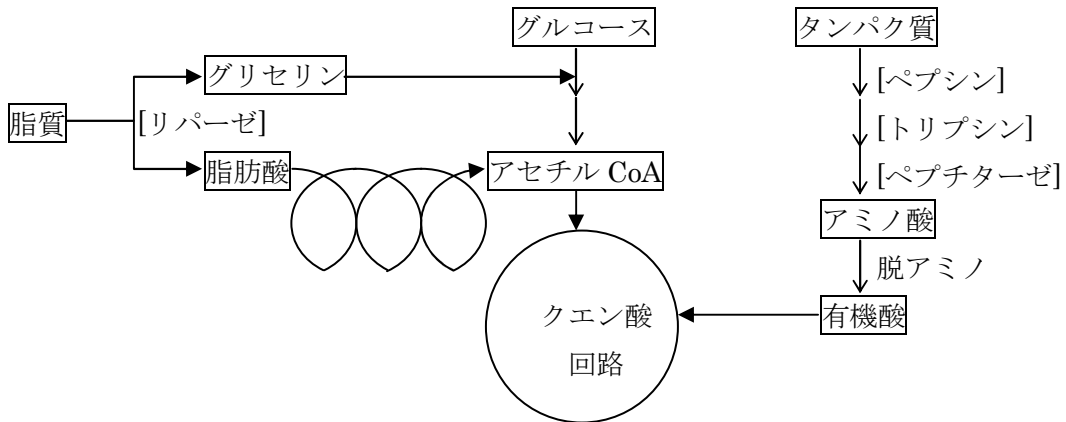 グルコース
タンパク質
グリセリン
[ペプシン]
脂質
[リパーゼ]
[トリプシン]
脂肪酸
アセチル CoA
[ペプチターゼ]
アミノ酸
脱アミノ
クエン酸
回路
有機酸